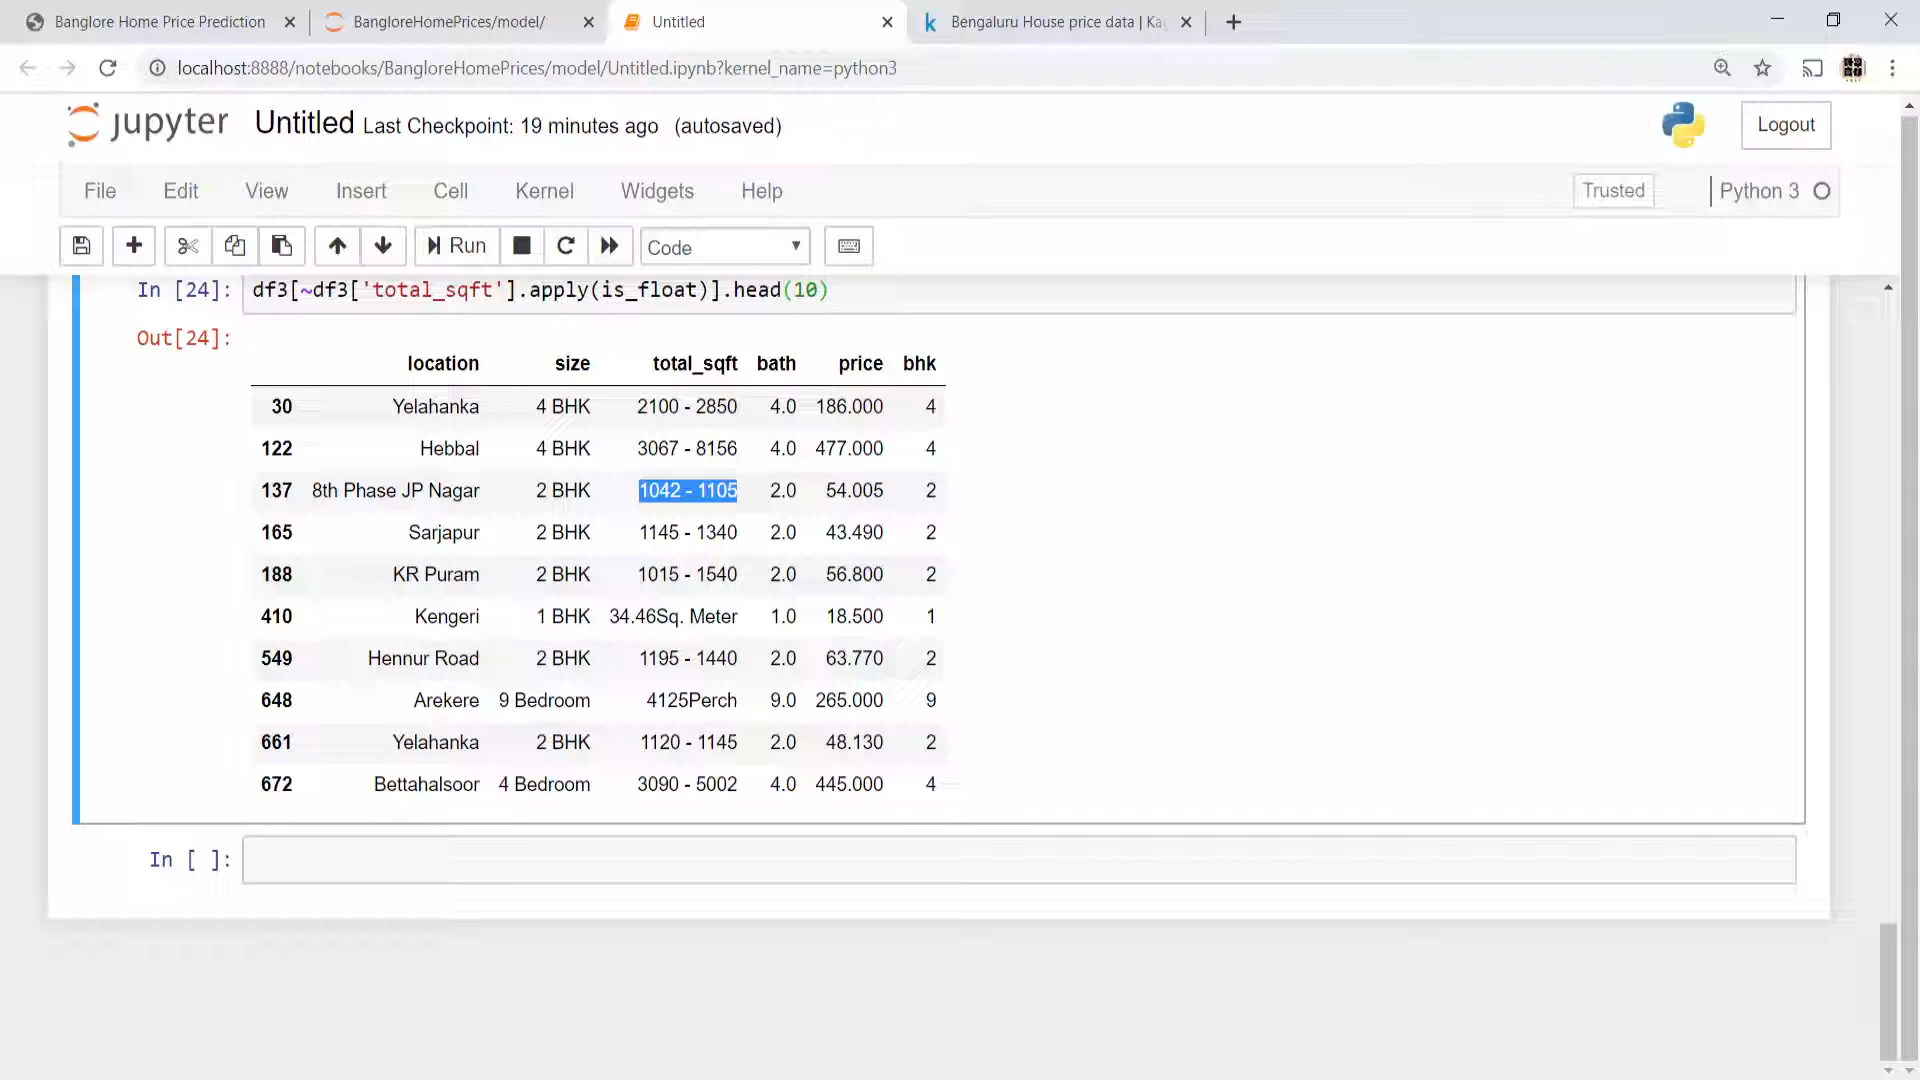 Banglore Home Price Prediction
BangloreHomePrices/model/
Untitled
Bengaluru House price data | Ka
localhost:8888/notebooks/BangloreHomePrices/model/Untitled.ipynb?kernel_name=python3
jupyter Untitled Last Checkpoint: 19 minutes ago (autosaved)
Logout
File Edit View Insert Cell Kernel Widgets Help
Trusted
Python 3
Run
Code
In [24]: df3[~df3['total_sqft'].apply(is_float)].head(10)
Out[24]:
location size total_sqft bath price bhk
30 Yelahanka 4 BHK 2100 - 2850 4.0 186.000 4
122 Hebbal 4 BHK 3067 - 8156 4.0 477.000 4
137 8th Phase JP Nagar 2 BHK 1042 - 1105 2.0 54.005 2
165 Sarjapur 2 BHK 1145 - 1340 2.0 43.490 2
188 KR Puram 2 BHK 1015 - 1540 2.0 56.800 2
410 Kengeri 1 BHK 34.46Sq. Meter 1.0 18.500 1
549 Hennur Road 2 BHK 1195 - 1440 2.0 63.770 2
648 Arekere 9 Bedroom 4125Perch 9.0 265.000 9
661 Yelahanka 2 BHK 1120 - 1145 2.0 48.130 2
672 Bettahalsoor 4 Bedroom 3090 - 5002 4.0 445.000 4
In [ ]: